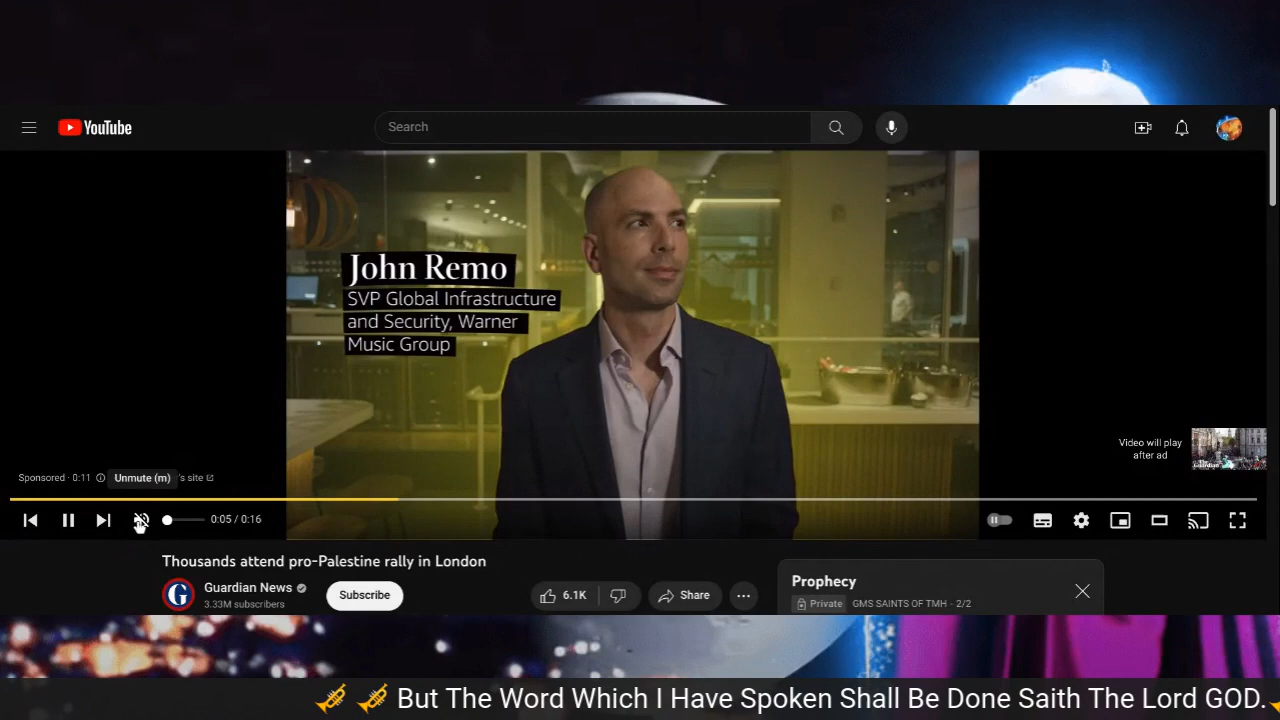 YouTube
Search
John Remo
SVP Global Infrastructure
and Security, Warner
Music Group
Video will play
after ad
Sponsored · 0:11
Unmute (m)
's site
0:05 / 0:16
Thousands attend pro-Palestine rally in London
G
Guardian News
3.33M subscribers
Subscribe
6.1K
Share
Prophecy
Private
GMS SAINTS OF TMH - 2/2
🎺 🎺 But The Word Which I Have Spoken Shall Be Done Saith The Lord GOD.